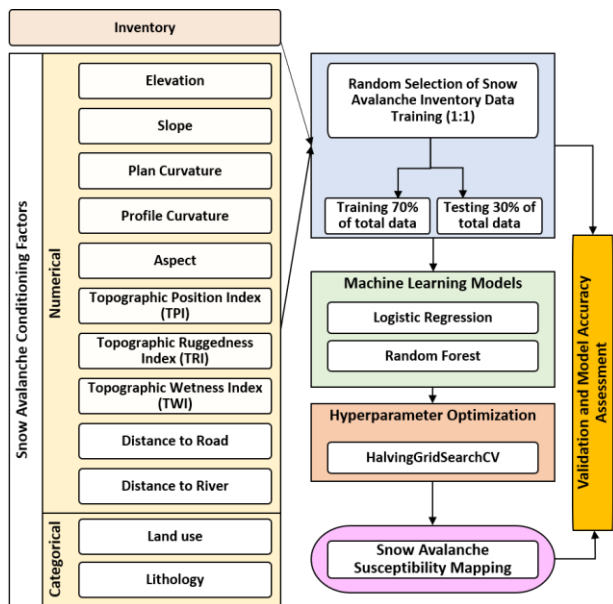 Inventory
Snow Avalanche Conditioning Factors
Numerical
Elevation
Slope
Plan Curvature
Profile Curvature
Aspect
Topographic Position Index
(TPI)
Topographic Ruggedness
Index (TRI)
Topographic Wetness Index
(TWI)
Distance to Road
Distance to River
Categorical
Land use
Lithology
Random Selection of Snow
Avalanche Inventory Data
Training (1:1)
Training 70%
of total data
Testing 30% of
total data
Machine Learning Models
Logistic Regression
Random Forest
Hyperparameter Optimization
HalvingGridSearchCV
Snow Avalanche
Susceptibility Mapping
Validation and Model Accuracy
Assessment